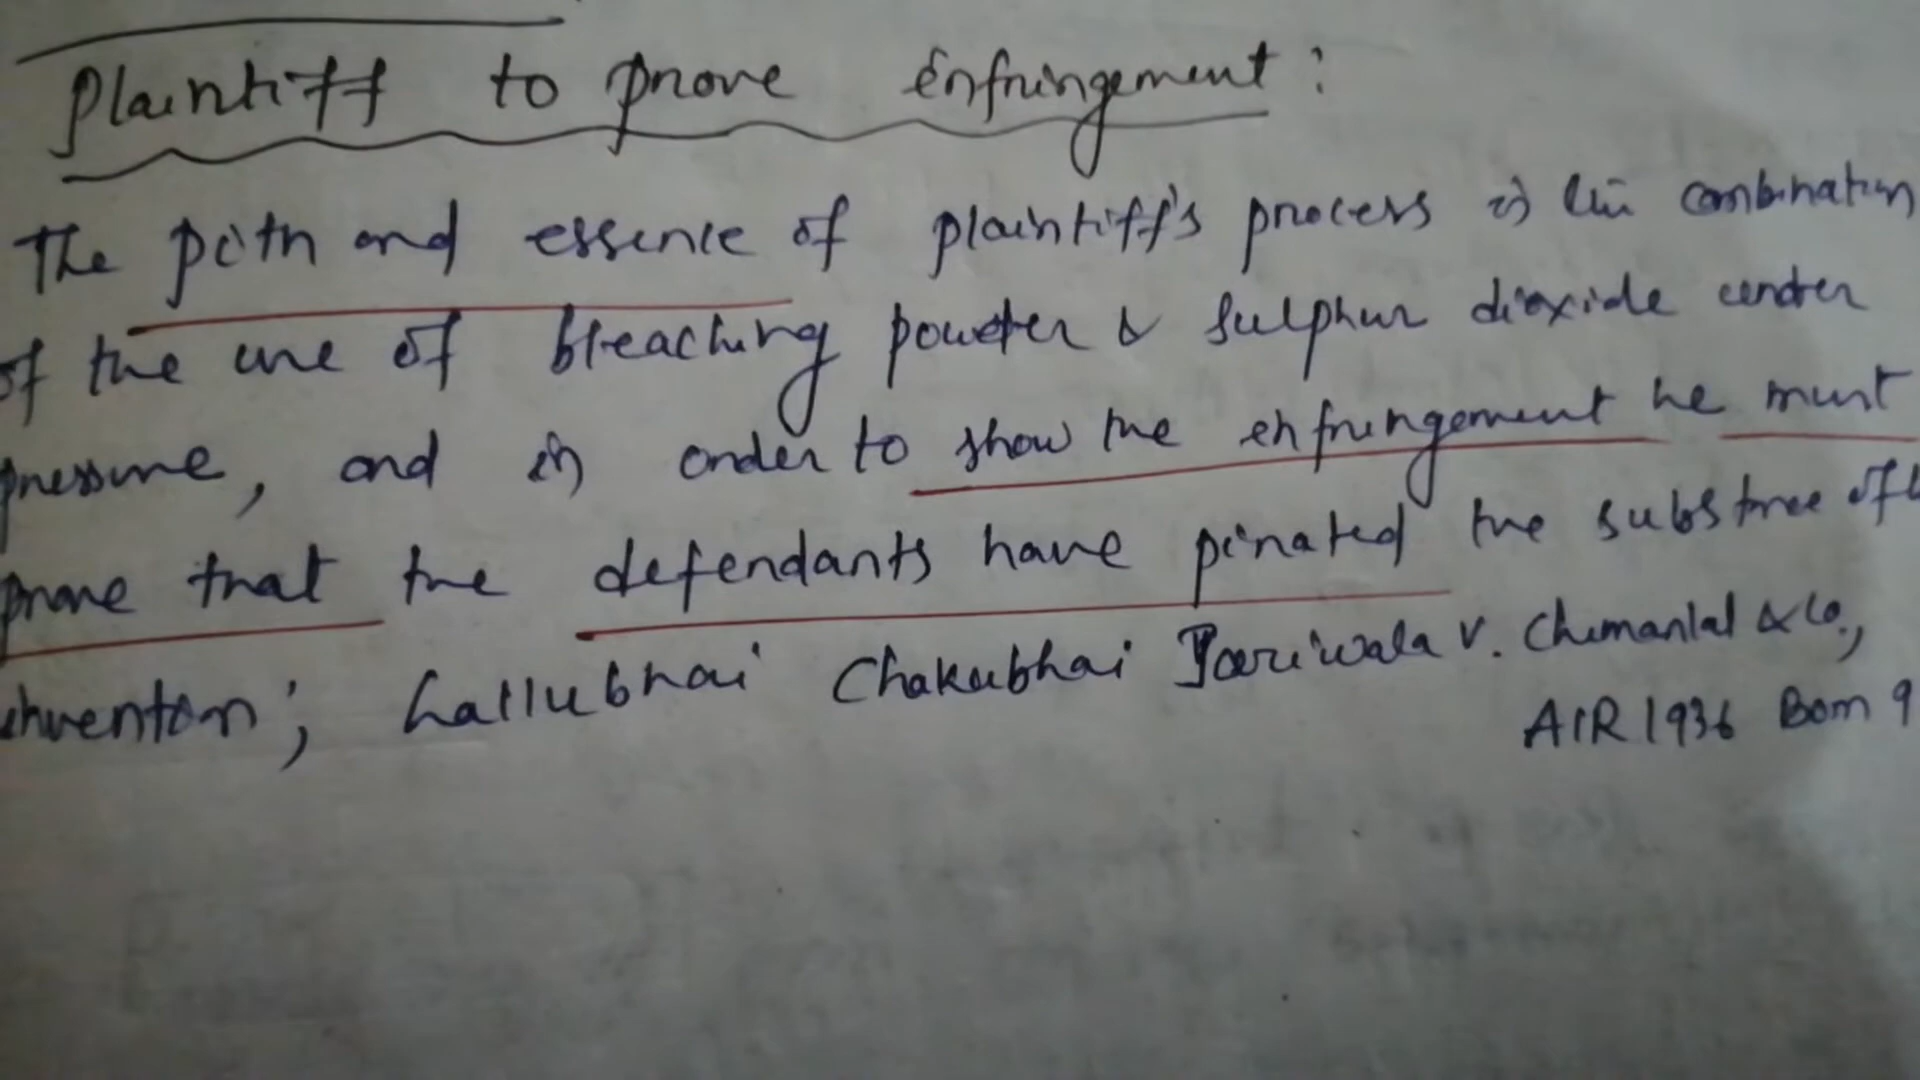 Plaintiff to prove infringement:
The pith and essence of plaintiff's process is in combination
of the use of bleaching powder & sulphur dioxide under
pressure, and in order to show the infringement he must
prove that the defendants have pirated the substance of
invention; Lallubhai Chakubhai Jariwala v. Chimanlal & Co.,
AIR 1936 Bom 9